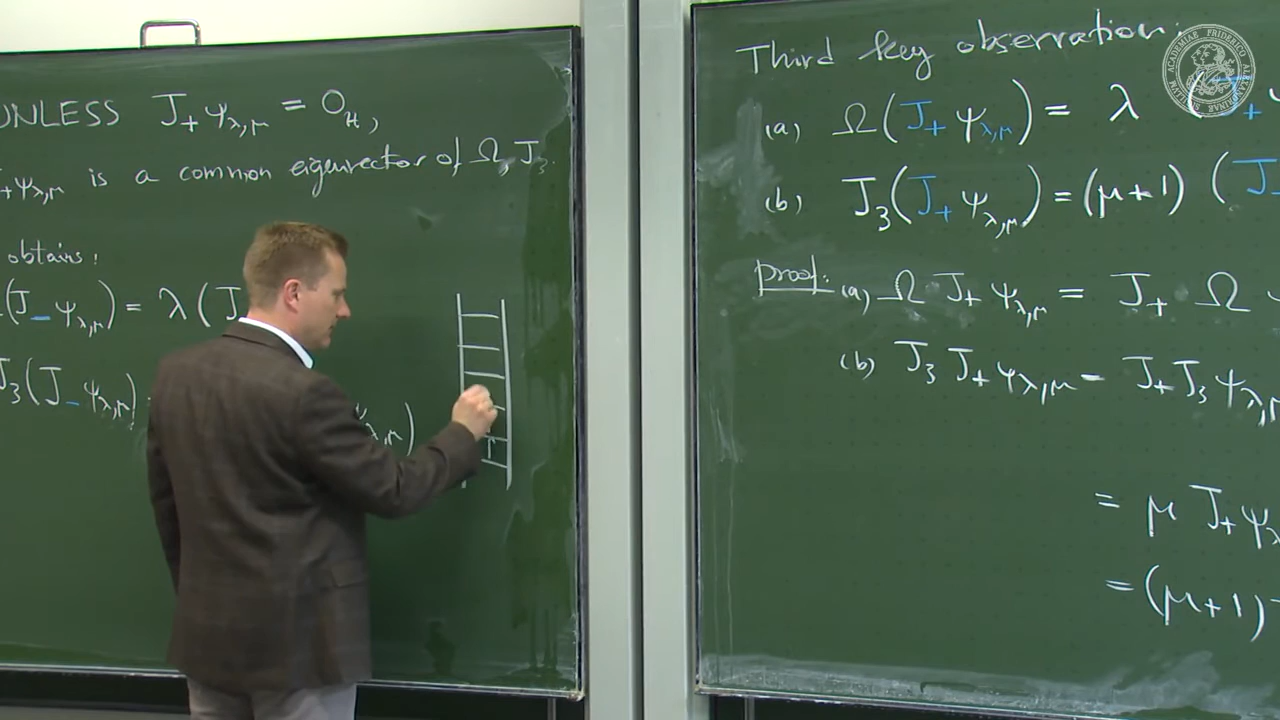 UNLESS J₊ψ_{λ,μ} = 0_H,
₊ψ_{λ,μ} is a common eigenvector of Ω, J₃.
obtains:
(J₋ψ_{λ,μ}) = λ (J
J₃(J₋ψ_{λ,μ})
λ,μ)
Third key observation:
(a) Ω(J₊ψ_{λ,μ}) = λ (J₊
(b) J₃(J₊ψ_{λ,μ}) = (μ+1) (J
proof: (a) Ω J₊ ψ_{λ,μ} = J₊ Ω
(b) J₃ J₊ ψ_{λ,μ} = J₊ J₃ ψ_{λ,μ}
= μ J₊ψ_λ
= (μ+1)